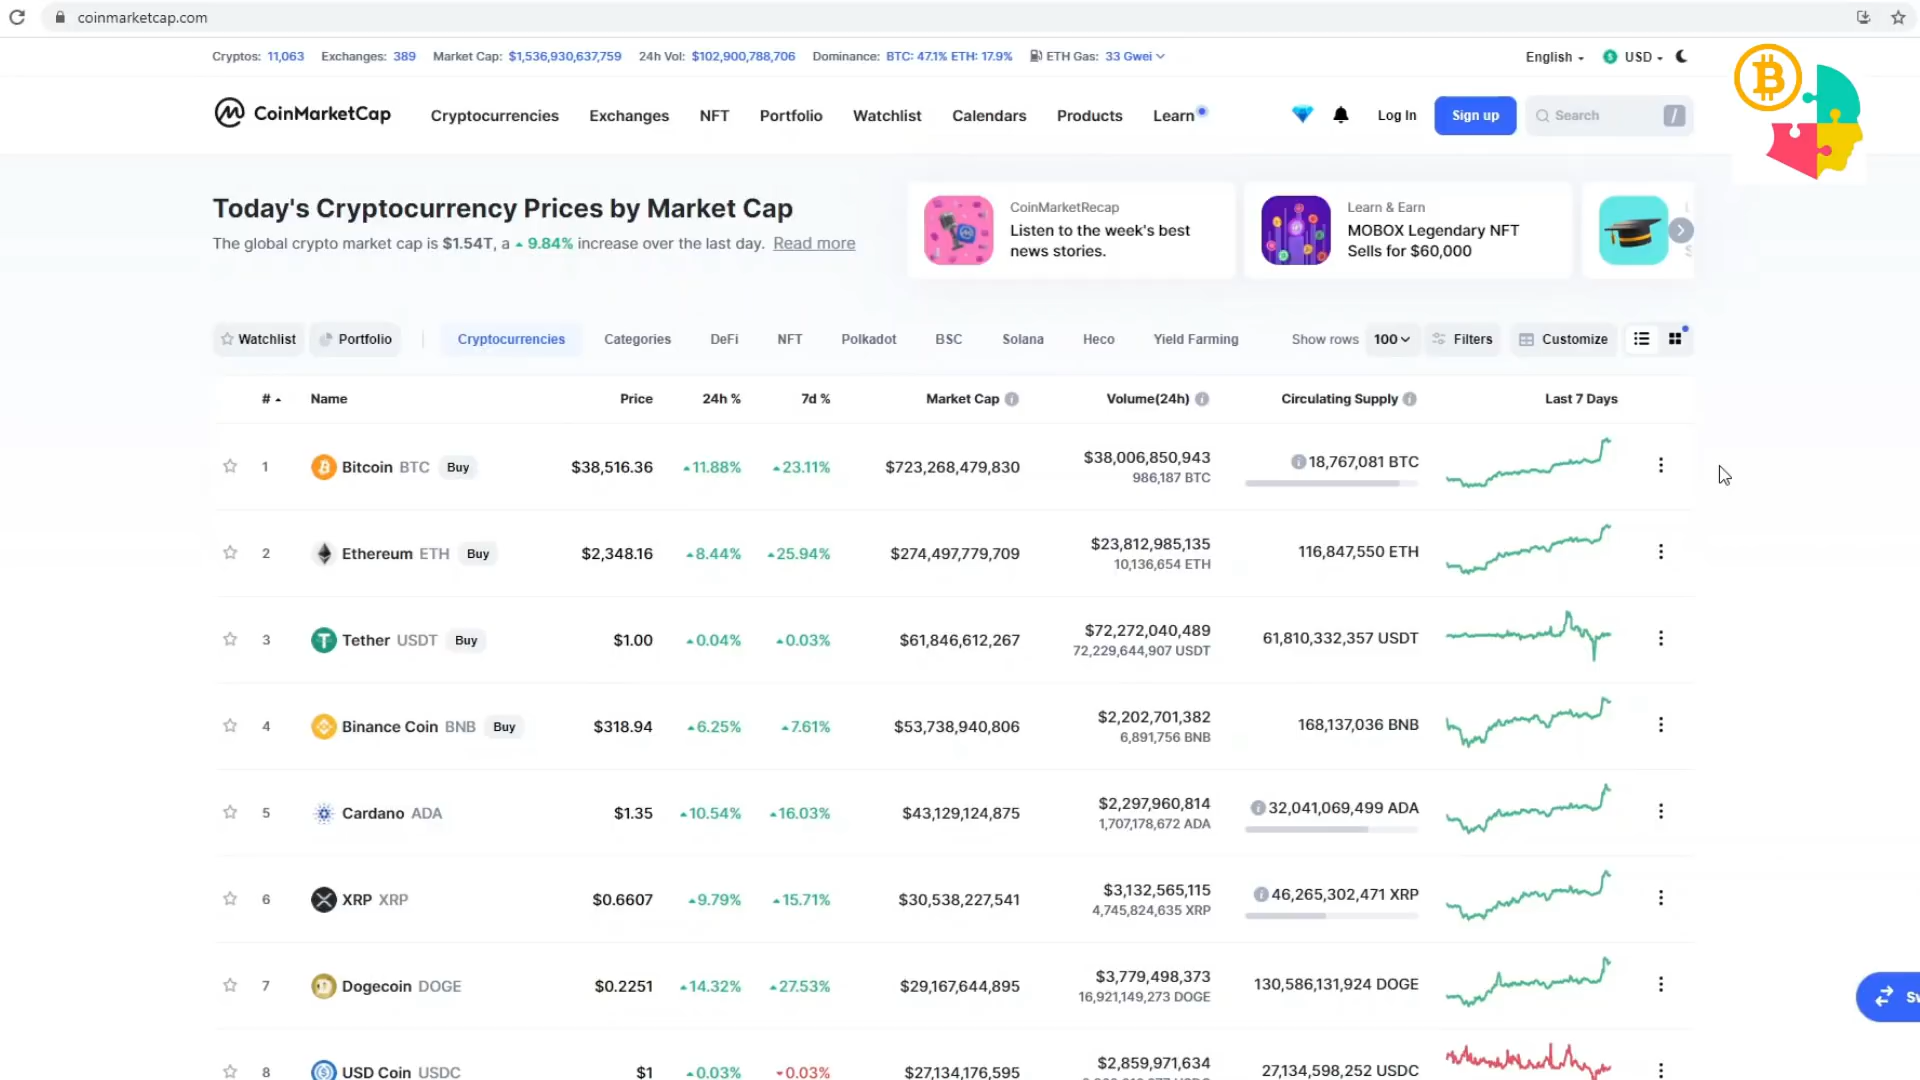 coinmarketcap.com
Cryptos: 11,063 Exchanges: 389 Market Cap: $1,536,930,637,759 24h Vol: $102,900,788,706 Dominance: BTC: 47.1% ETH: 17.9% ETH Gas: 33 Gwei English USD
CoinMarketCap Cryptocurrencies Exchanges NFT Portfolio Watchlist Calendars Products Learn Log In Sign up Search /
Today's Cryptocurrency Prices by Market Cap
The global crypto market cap is $1.54T, a 9.84% increase over the last day. Read more
CoinMarketRecap
Listen to the week's best
news stories.
Learn & Earn
MOBOX Legendary NFT
Sells for $60,000
Watchlist Portfolio Cryptocurrencies Categories DeFi NFT Polkadot BSC Solana Heco Yield Farming Show rows 100 Filters Customize
# Name Price 24h % 7d % Market Cap Volume(24h) Circulating Supply Last 7 Days
1 Bitcoin BTC Buy $38,516.36 11.88% 23.11% $723,268,479,830 $38,006,850,943 18,767,081 BTC
986,187 BTC
2 Ethereum ETH Buy $2,348.16 8.44% 25.94% $274,497,779,709 $23,812,985,135 116,847,550 ETH
10,136,654 ETH
3 Tether USDT Buy $1.00 0.04% 0.03% $61,846,612,267 $72,272,040,489 61,810,332,357 USDT
72,229,644,907 USDT
4 Binance Coin BNB Buy $318.94 6.25% 7.61% $53,738,940,806 $2,202,701,382 168,137,036 BNB
6,891,756 BNB
5 Cardano ADA $1.35 10.54% 16.03% $43,129,124,875 $2,297,960,814 32,041,069,499 ADA
1,707,178,672 ADA
6 XRP XRP $0.6607 9.79% 15.71% $30,538,227,541 $3,132,565,115 46,265,302,471 XRP
4,745,824,635 XRP
7 Dogecoin DOGE $0.2251 14.32% 27.53% $29,167,644,895 $3,779,498,373 130,586,131,924 DOGE
16,921,149,273 DOGE
8 USD Coin USDC $1 0.03% 0.03% $27,134,176,595 $2,859,971,634 27,134,598,252 USDC